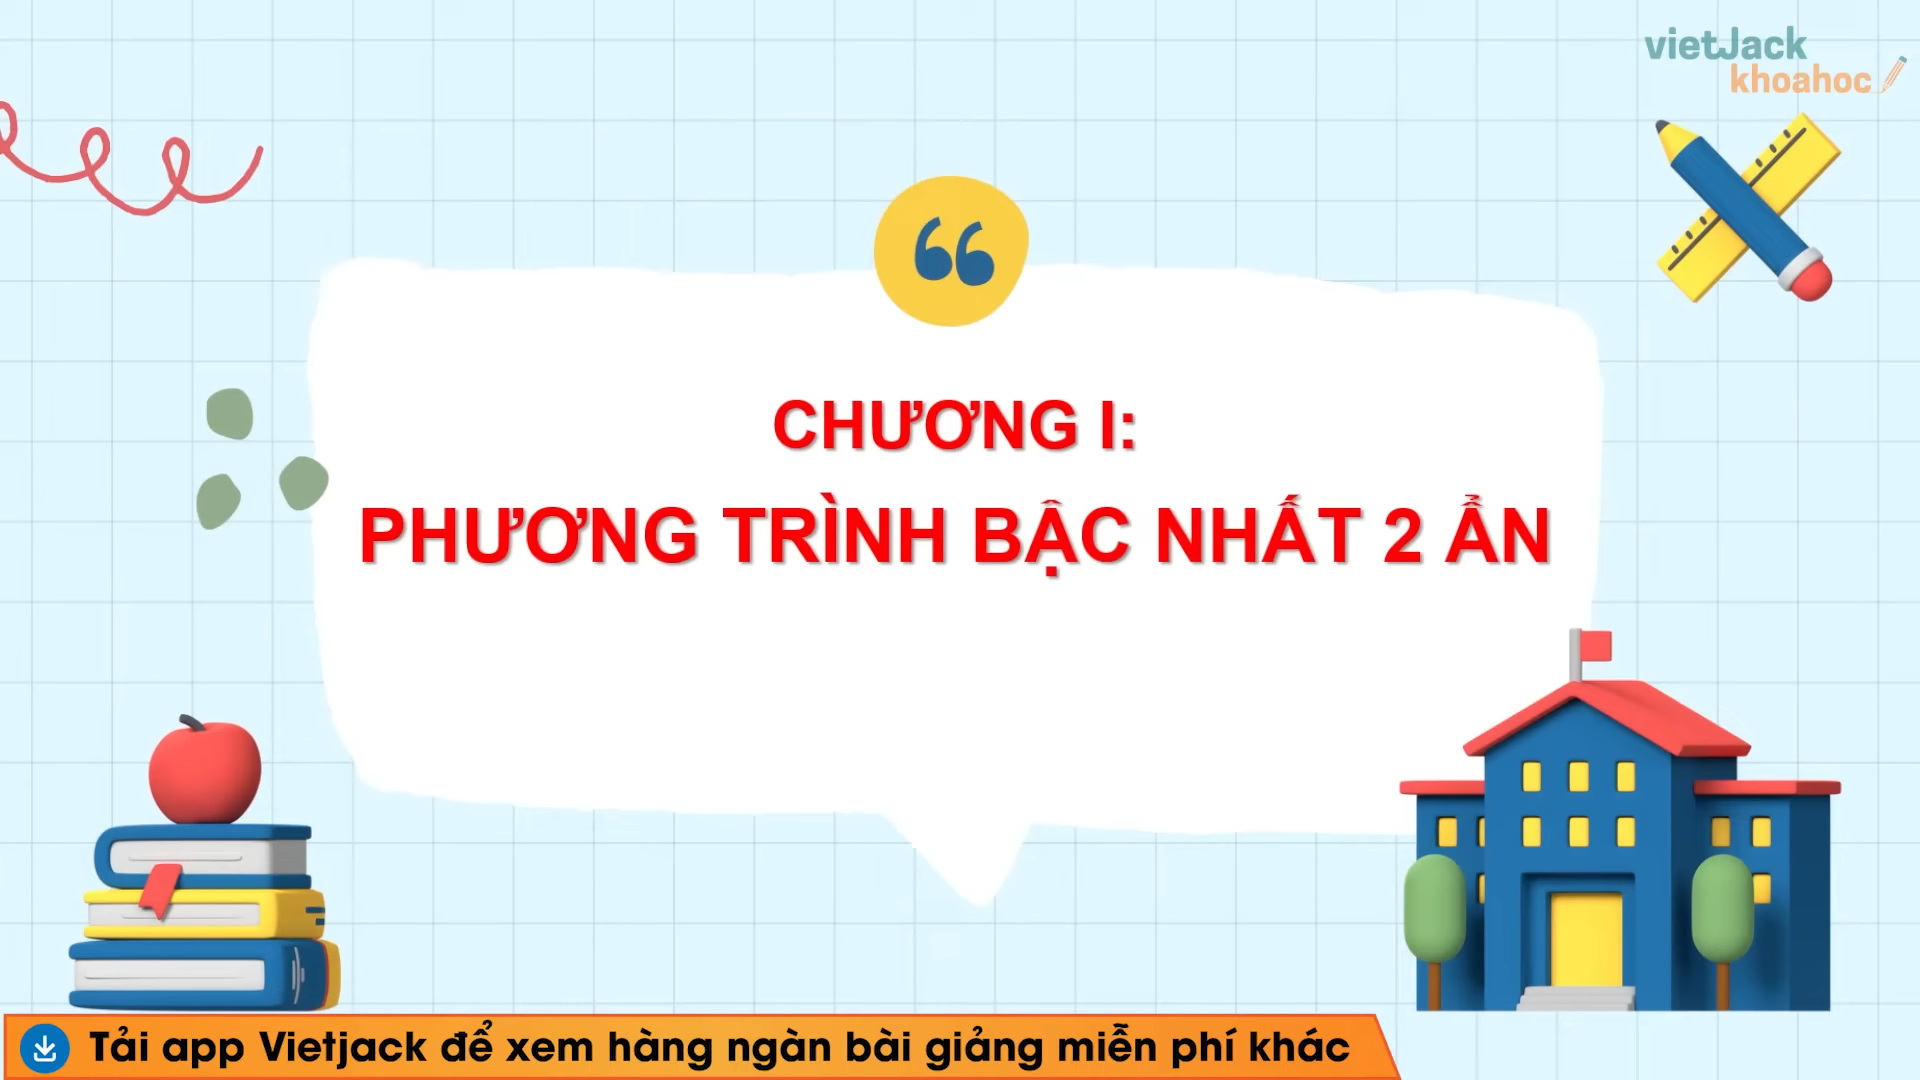 vietJack
khoahoc
CHƯƠNG I:
PHƯƠNG TRÌNH BẬC NHẤT 2 ẨN
Tải app Vietjack để xem hàng ngàn bài giảng miễn phí khác